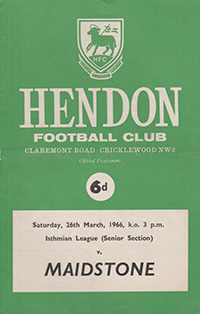 HFC
HENDON
FOOTBALL CLUB
CLAREMONT ROAD · CRICKLEWOOD NW2
Official Programme
6d
Saturday, 26th March, 1966, k.o. 3 p.m.
Isthmian League (Senior Section)
v.
MAIDSTONE